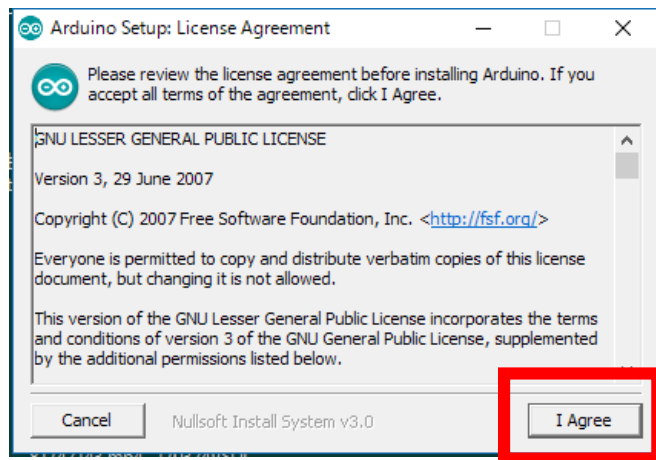 Arduino Setup: License Agreement
Please review the license agreement before installing Arduino. If you
accept all terms of the agreement, click I Agree.
GNU LESSER GENERAL PUBLIC LICENSE
Version 3, 29 June 2007
Copyright (C) 2007 Free Software Foundation, Inc. <http://fsf.org/>
Everyone is permitted to copy and distribute verbatim copies of this license
document, but changing it is not allowed.
This version of the GNU Lesser General Public License incorporates the terms
and conditions of version 3 of the GNU General Public License, supplemented
by the additional permissions listed below.
Cancel
Nullsoft Install System v3.0
I Agree